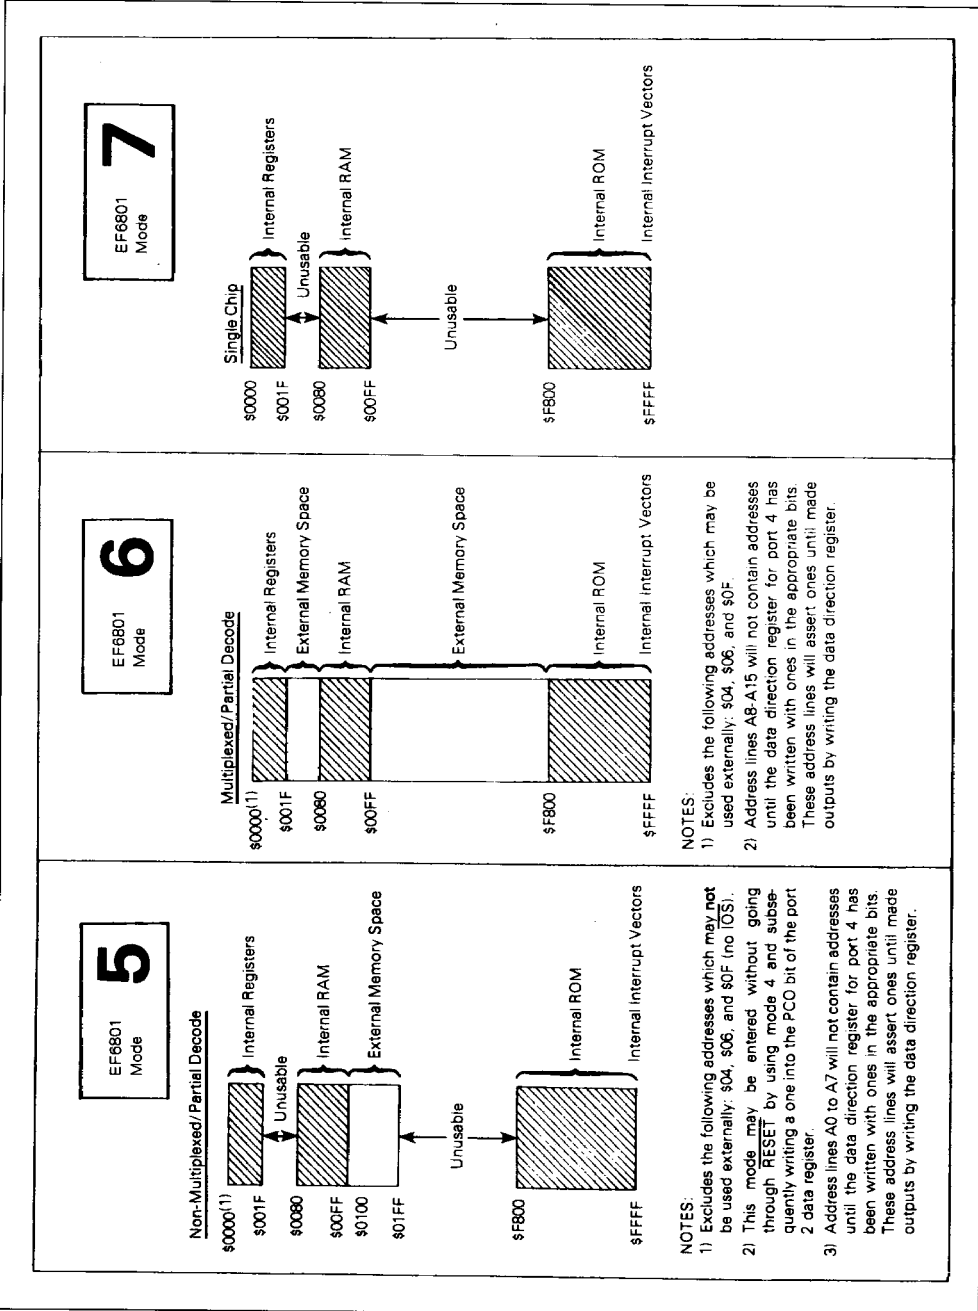 EF6801
Mode
5
Non-Multiplexed/Partial Decode
$0000(1)
$001F
$0080
$00FF
$0100
$01FF
$F800
$FFFF
Internal Registers
Unusable
Internal RAM
External Memory Space
Unusable
Internal ROM
Internal Interrupt Vectors
NOTES:
1) Excludes the following addresses which may not
be used externally: $04, $06, and $0F (no IOS).
2) This mode may be entered without going
through RESET by using mode 4 and subse-
quently writing a one into the PCO bit of the port
2 data register.
3) Address lines A0 to A7 will not contain addresses
until the data direction register for port 4 has
been written with ones in the appropriate bits.
These address lines will assert ones until made
outputs by writing the data direction register.
EF6801
Mode
6
Multiplexed/Partial Decode
$0000(1)
$001F
$0080
$00FF
$F800
$FFFF
Internal Registers
External Memory Space
Internal RAM
External Memory Space
Internal ROM
Internal Interrupt Vectors
NOTES:
1) Excludes the following addresses which may be
used externally: $04, $06, and $0F.
2) Address lines A8-A15 will not contain addresses
until the data direction register for port 4 has
been written with ones in the appropriate bits.
These address lines will assert ones until made
outputs by writing the data direction register.
EF6801
Mode
7
Single Chip
$0000
$001F
$0080
$00FF
$F800
$FFFF
Internal Registers
Unusable
Internal RAM
Unusable
Internal ROM
Internal Interrupt Vectors